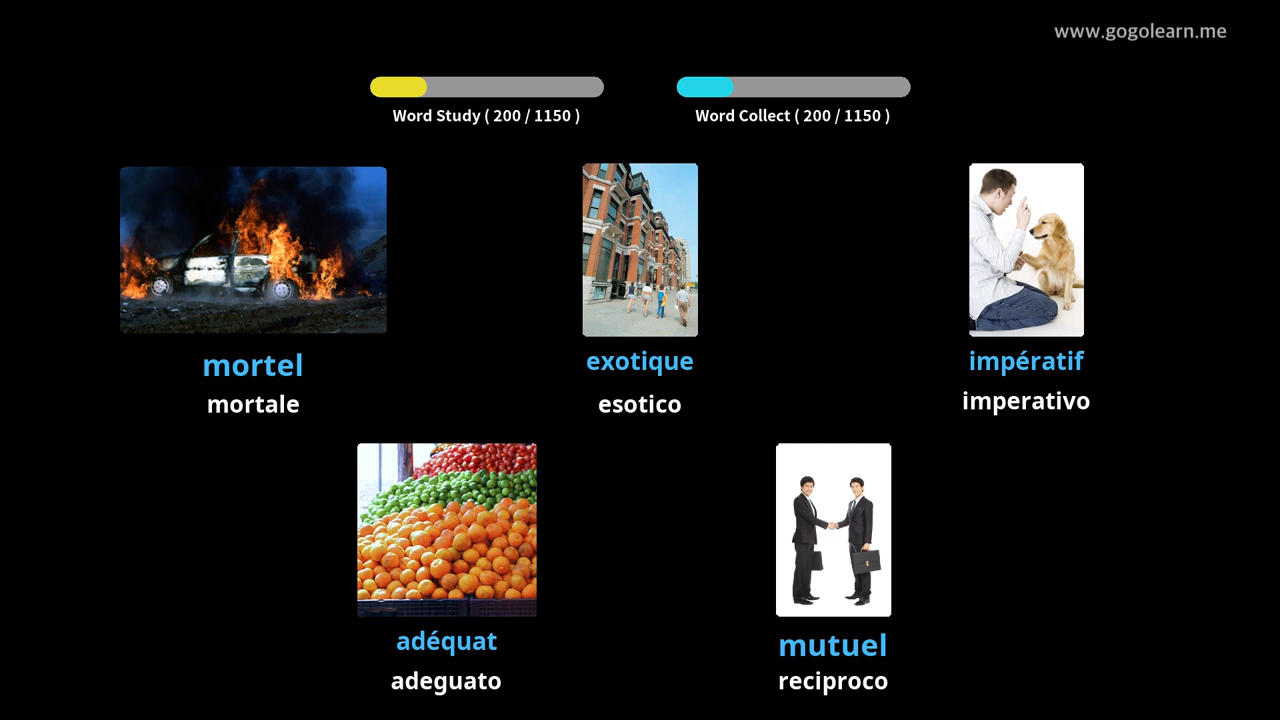 www.gogolearn.me
Word Study ( 200 / 1150 )
Word Collect ( 200 / 1150 )
mortel
mortale
exotique
esotico
impératif
imperativo
adéquat
adeguato
mutuel
reciproco